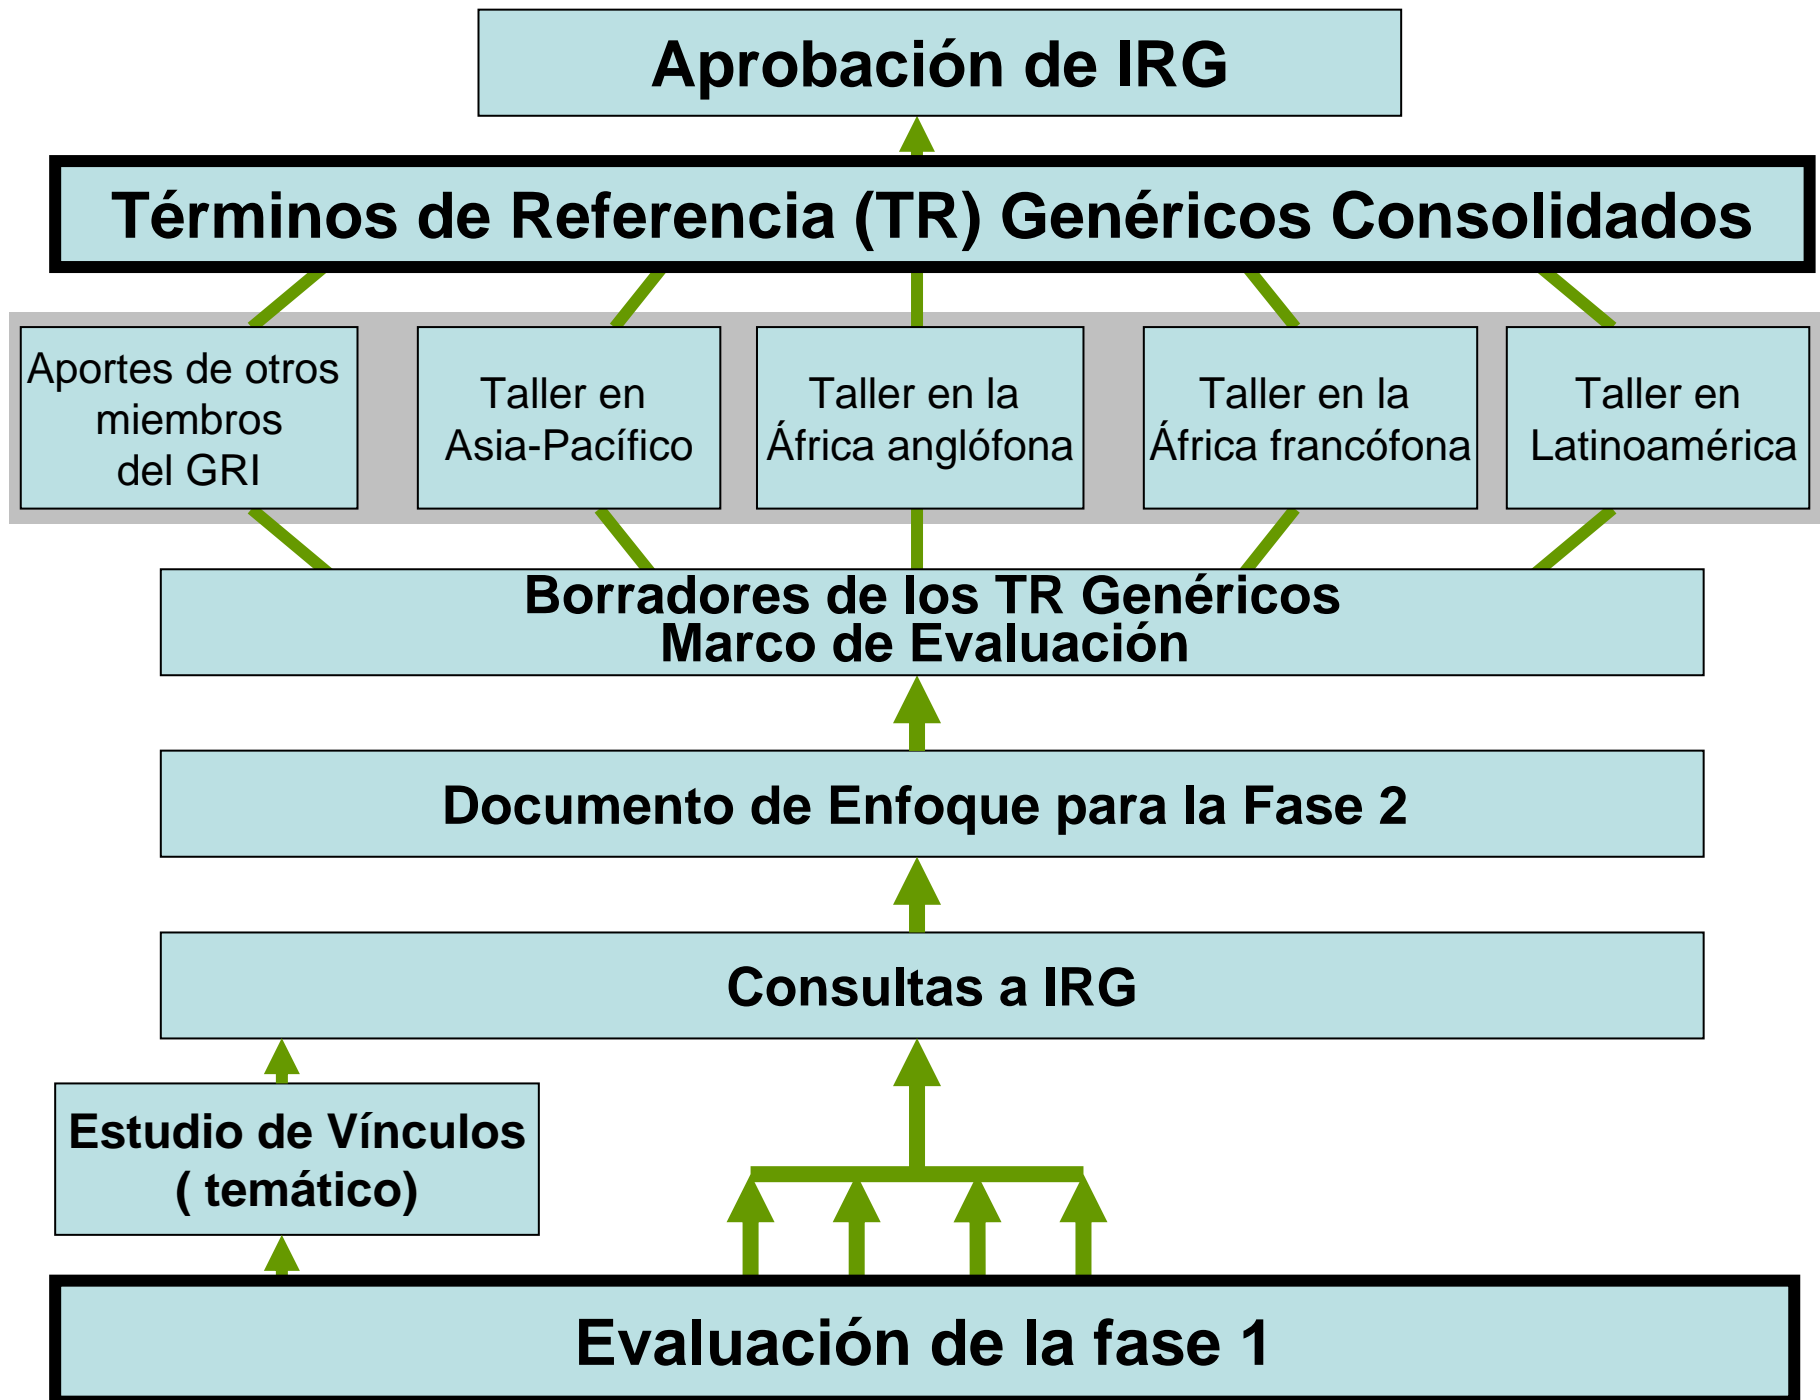 Aprobación de IRG
Términos de Referencia (TR) Genéricos Consolidados
Aportes de otros
miembros
del GRI
Taller en
Asia-Pacífico
Taller en la
África anglófona
Taller en la
África francófona
Taller en
Latinoamérica
Borradores de los TR Genéricos
Marco de Evaluación
Documento de Enfoque para la Fase 2
Consultas a IRG
Estudio de Vínculos
( temático)
Evaluación de la fase 1